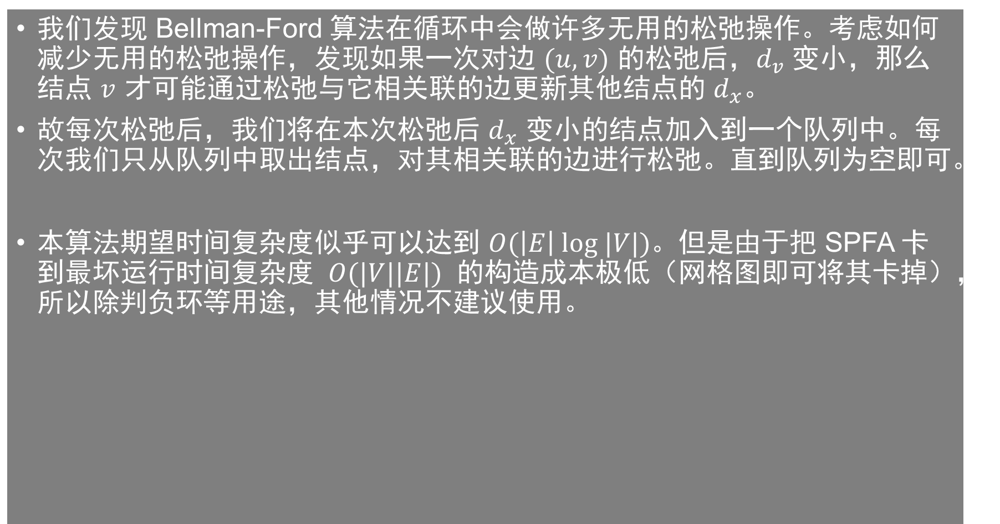 • 我们发现 Bellman-Ford 算法在循环中会做许多无用的松弛操作。考虑如何
减少无用的松弛操作，发现如果一次对边 (u, v) 的松弛后，d_v 变小，那么
结点 v 才可能通过松弛与它相关联的边更新其他结点的 d_x。
• 故每次松弛后，我们将在本次松弛后 d_x 变小的结点加入到一个队列中。每
次我们只从队列中取出结点，对其相关联的边进行松弛。直到队列为空即可。
• 本算法期望时间复杂度似乎可以达到 O(|E| log |V|)。但是由于把 SPFA 卡
到最坏运行时间复杂度 O(|V||E|) 的构造成本极低（网格图即可将其卡掉），
所以除判负环等用途，其他情况不建议使用。